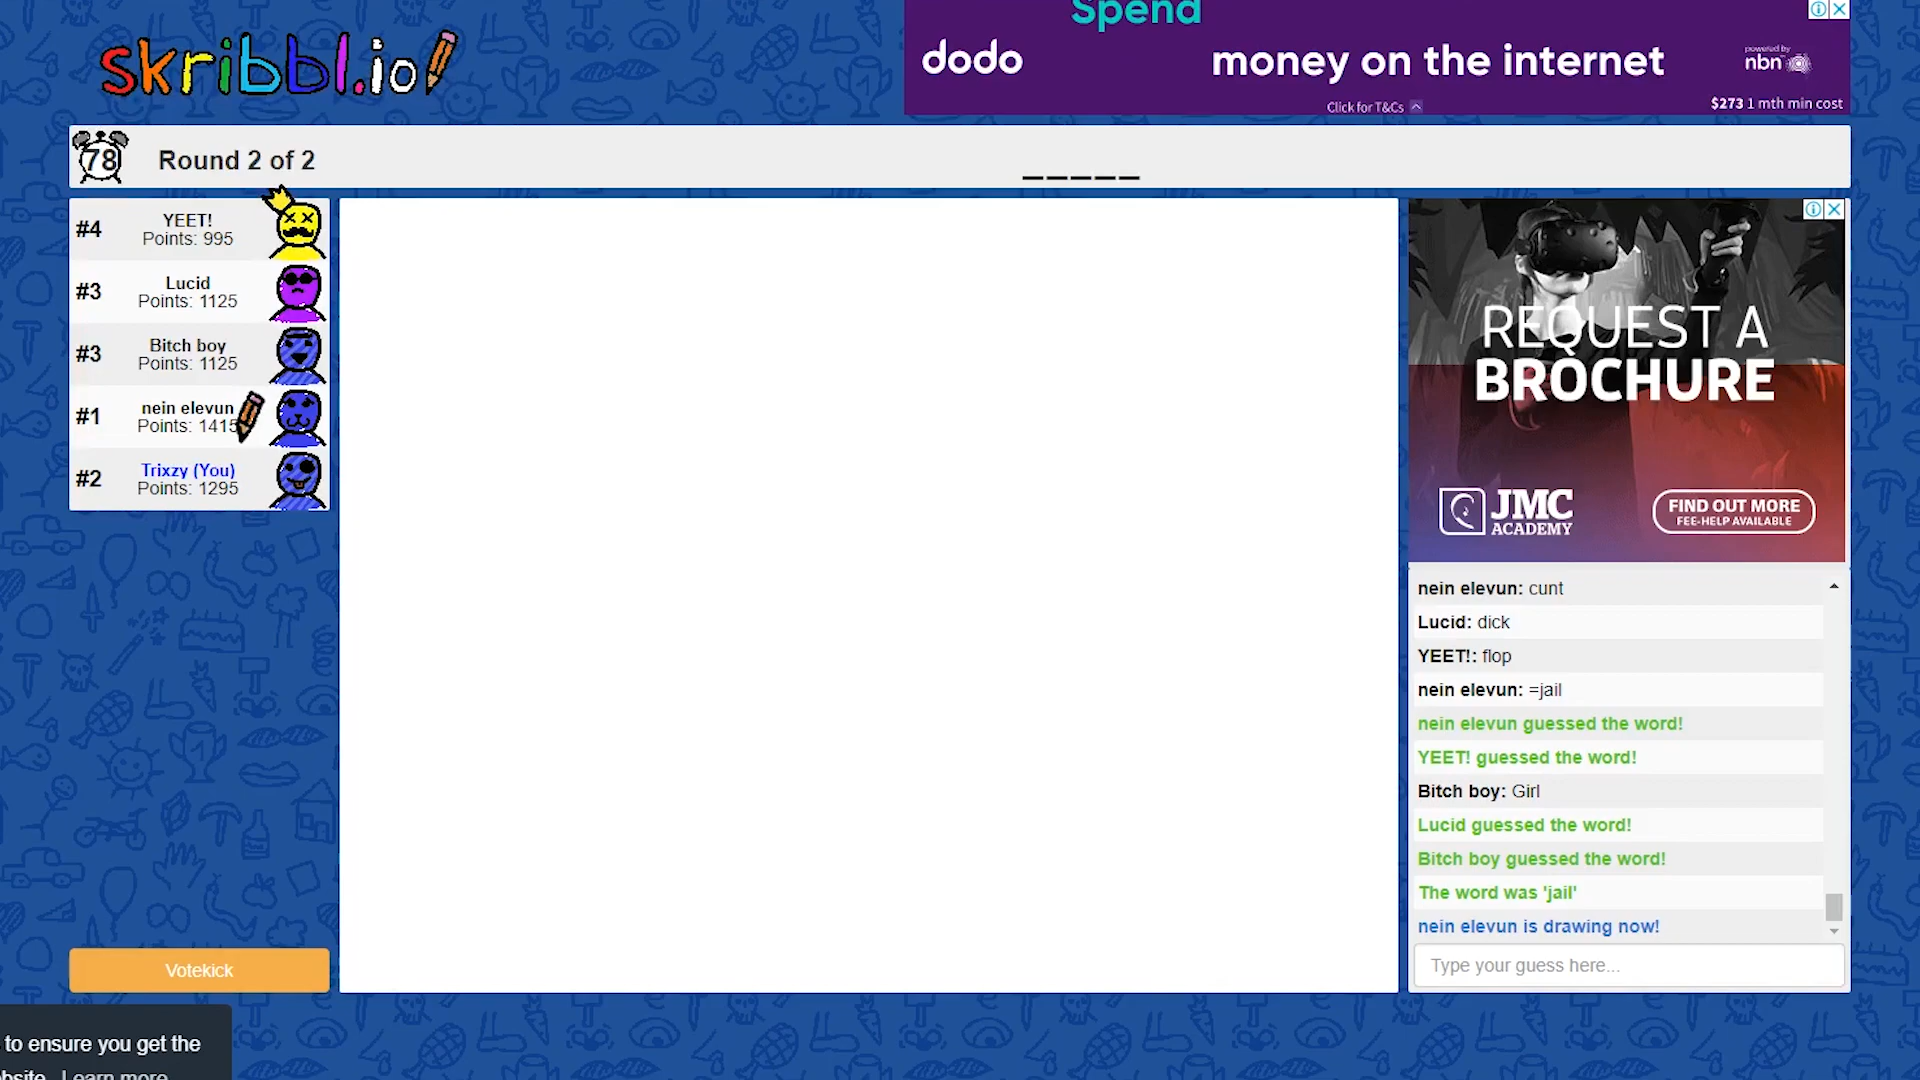 skribbl.io
Spend
dodo
money on the internet
powered by
nbn
Click for T&Cs
$273 1 mth min cost
78
Round 2 of 2
_ _ _ _ _
#4
YEET!
Points: 995
#3
Lucid
Points: 1125
#3
Bitch boy
Points: 1125
#1
nein elevun
Points: 1415
#2
Trixzy (You)
Points: 1295
REQUEST A
BROCHURE
JMC
ACADEMY
FIND OUT MORE
FEE-HELP AVAILABLE
nein elevun: cunt
Lucid: dick
YEET!: flop
nein elevun: =jail
nein elevun guessed the word!
YEET! guessed the word!
Bitch boy: Girl
Lucid guessed the word!
Bitch boy guessed the word!
The word was 'jail'
nein elevun is drawing now!
Type your guess here...
Votekick
to ensure you get the
Learn more